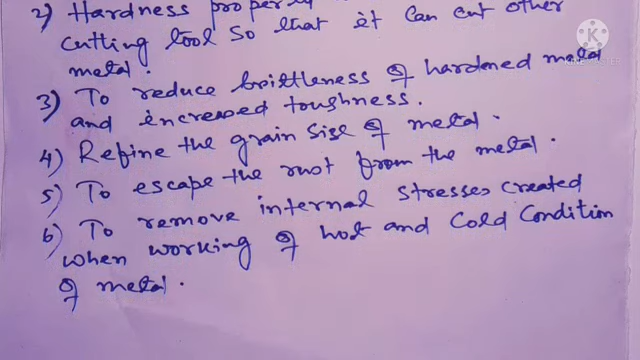 2) Hardness property
cutting tool so that it can cut other
metal.
3) To reduce brittleness of hardened metal
and increased toughness.
4) Refine the grain size of metal.
5) To escape the rust from the metal.
6) To remove internal stresses created
when working of hot and cold condition
of metal.
K